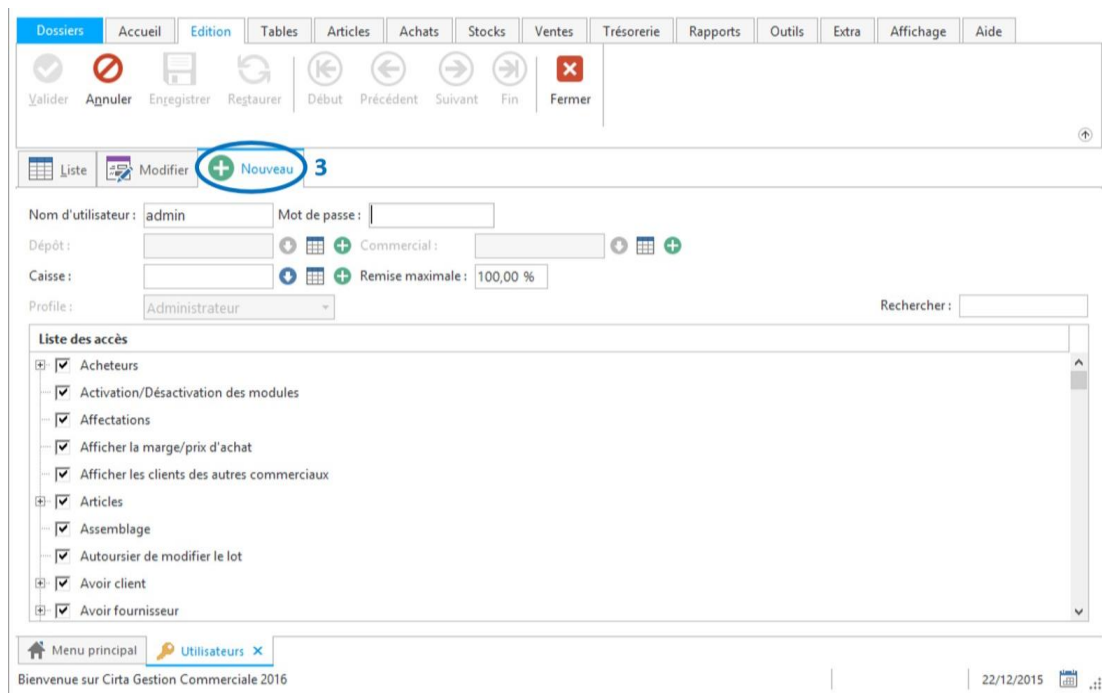 Dossiers Accueil Edition Tables Articles Achats Stocks Ventes Trésorerie Rapports Outils Extra Affichage Aide
Valider Annuler Enregistrer Restaurer Début Précédent Suivant Fin Fermer
Liste Modifier Nouveau 3
Nom d'utilisateur : admin Mot de passe :
Dépôt : Commercial :
Caisse : Remise maximale : 100,00 %
Profile : Administrateur Rechercher :
Liste des accès
Acheteurs
Activation/Désactivation des modules
Affectations
Afficher la marge/prix d'achat
Afficher les clients des autres commerciaux
Articles
Assemblage
Autoursier de modifier le lot
Avoir client
Avoir fournisseur
Menu principal Utilisateurs
Bienvenue sur Cirta Gestion Commerciale 2016 22/12/2015